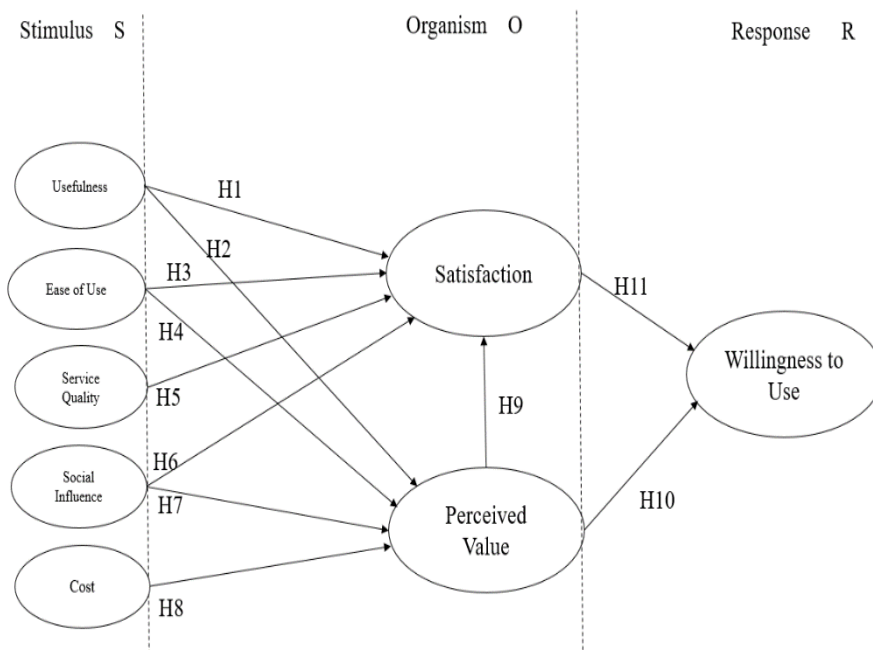 Stimulus S
Organism O
Response R
Usefulness
H1
H2
Ease of Use
H3
H4
Satisfaction
H11
Service
Quality
H5
Willingness to
Use
H9
Social
Influence
H6
H7
Perceived
Value
H10
Cost
H8